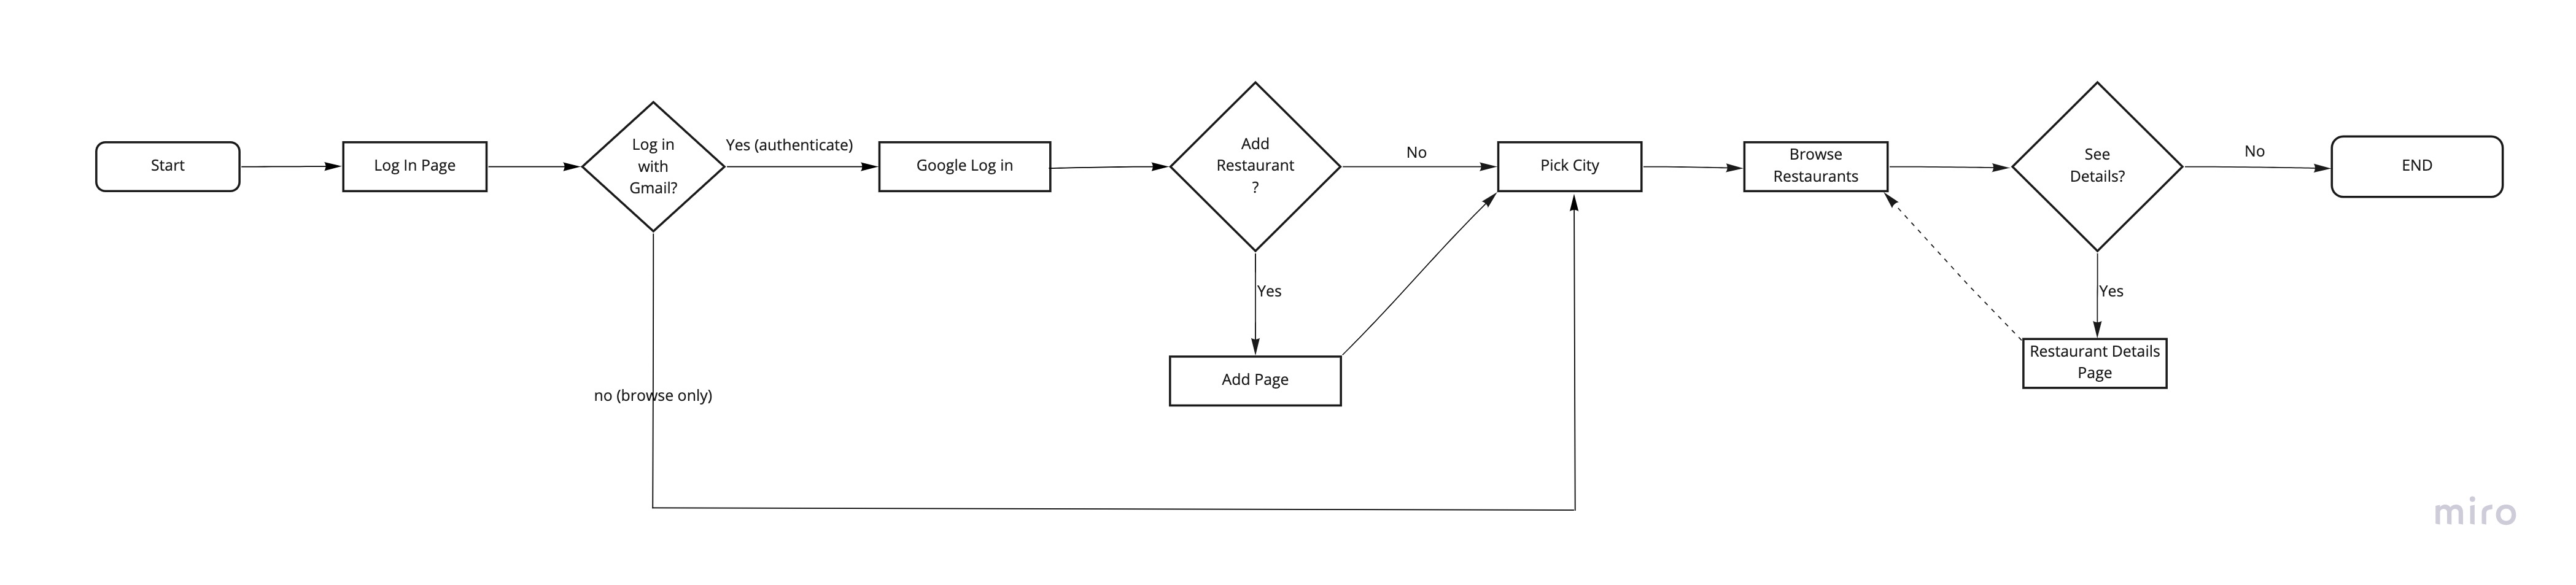 Start
Log In Page
Log in
with
Gmail?
Yes (authenticate)
Google Log in
Add
Restaurant
?
No
Pick City
Browse
Restaurants
See
Details?
No
END
Yes
Yes
Add Page
Restaurant Details
Page
no (browse only)
miro